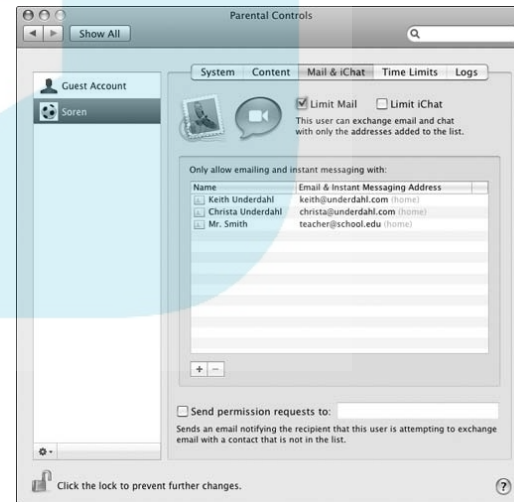 Parental Controls
Show All
System Content Mail & iChat Time Limits Logs
Guest Account
Soren
Limit Mail Limit iChat
This user can exchange email and chat
with only the addresses added to the list.
Only allow emailing and instant messaging with:
Name Email & Instant Messaging Address
Keith Underdahl keith@underdahl.com (home)
Christa Underdahl christa@underdahl.com (home)
Mr. Smith teacher@school.edu (home)
+ −
Send permission requests to:
Sends an email notifying the recipient that this user is attempting to exchange
email with a contact that is not in the list.
Click the lock to prevent further changes.
?